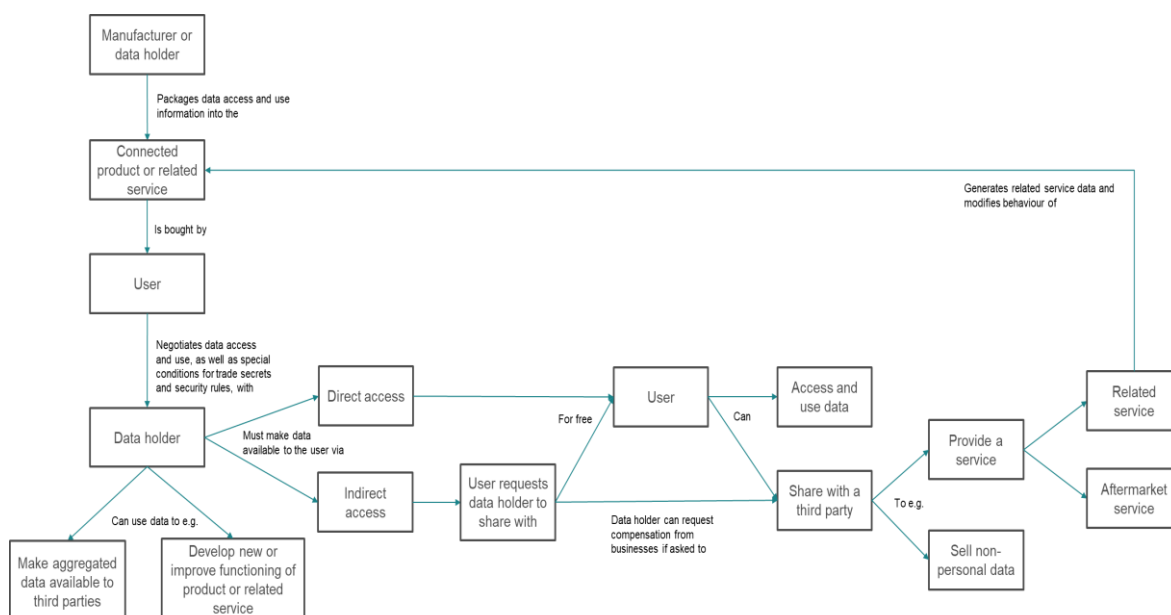 Manufacturer or
data holder
Packages data access and use
information into the
Connected
product or related
service
Generates related service data and
modifies behaviour of
Is bought by
User
Negotiates data access
and use, as well as special
conditions for trade secrets
and security rules, with
Data holder
Must make data
available to the user via
Direct access
Indirect
access
User requests
data holder to
share with
For free
User
Can
Access and
use data
Data holder can request
compensation from
businesses if asked to
Share with a
third party
To e.g.
Provide a
service
Sell non-
personal data
Related
service
Aftermarket
service
Can use data to e.g.
Make aggregated
data available to
third parties
Develop new or
improve functioning of
product or related
service